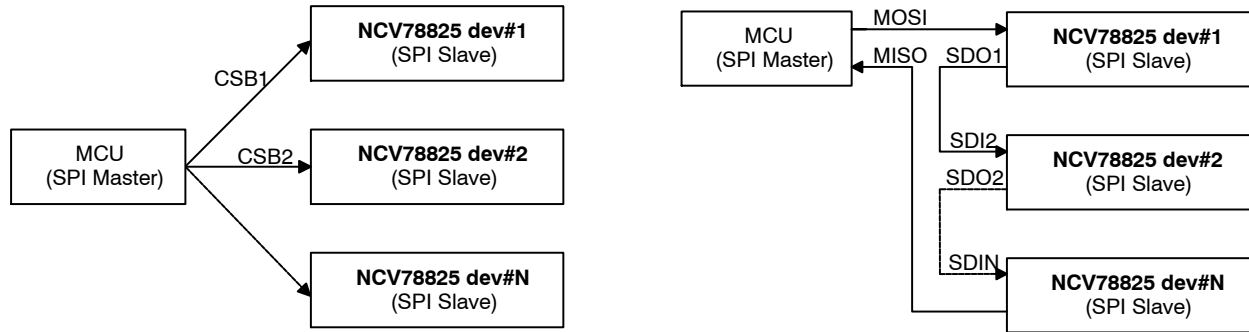 NCV78825 dev#1
(SPI Slave)
CSB1
MCU
(SPI Master)
CSB2
NCV78825 dev#2
(SPI Slave)
NCV78825 dev#N
(SPI Slave)
MCU
(SPI Master)
MOSI
MISO
NCV78825 dev#1
(SPI Slave)
SDO1
SDI2
NCV78825 dev#2
(SPI Slave)
SDO2
SDIN
NCV78825 dev#N
(SPI Slave)